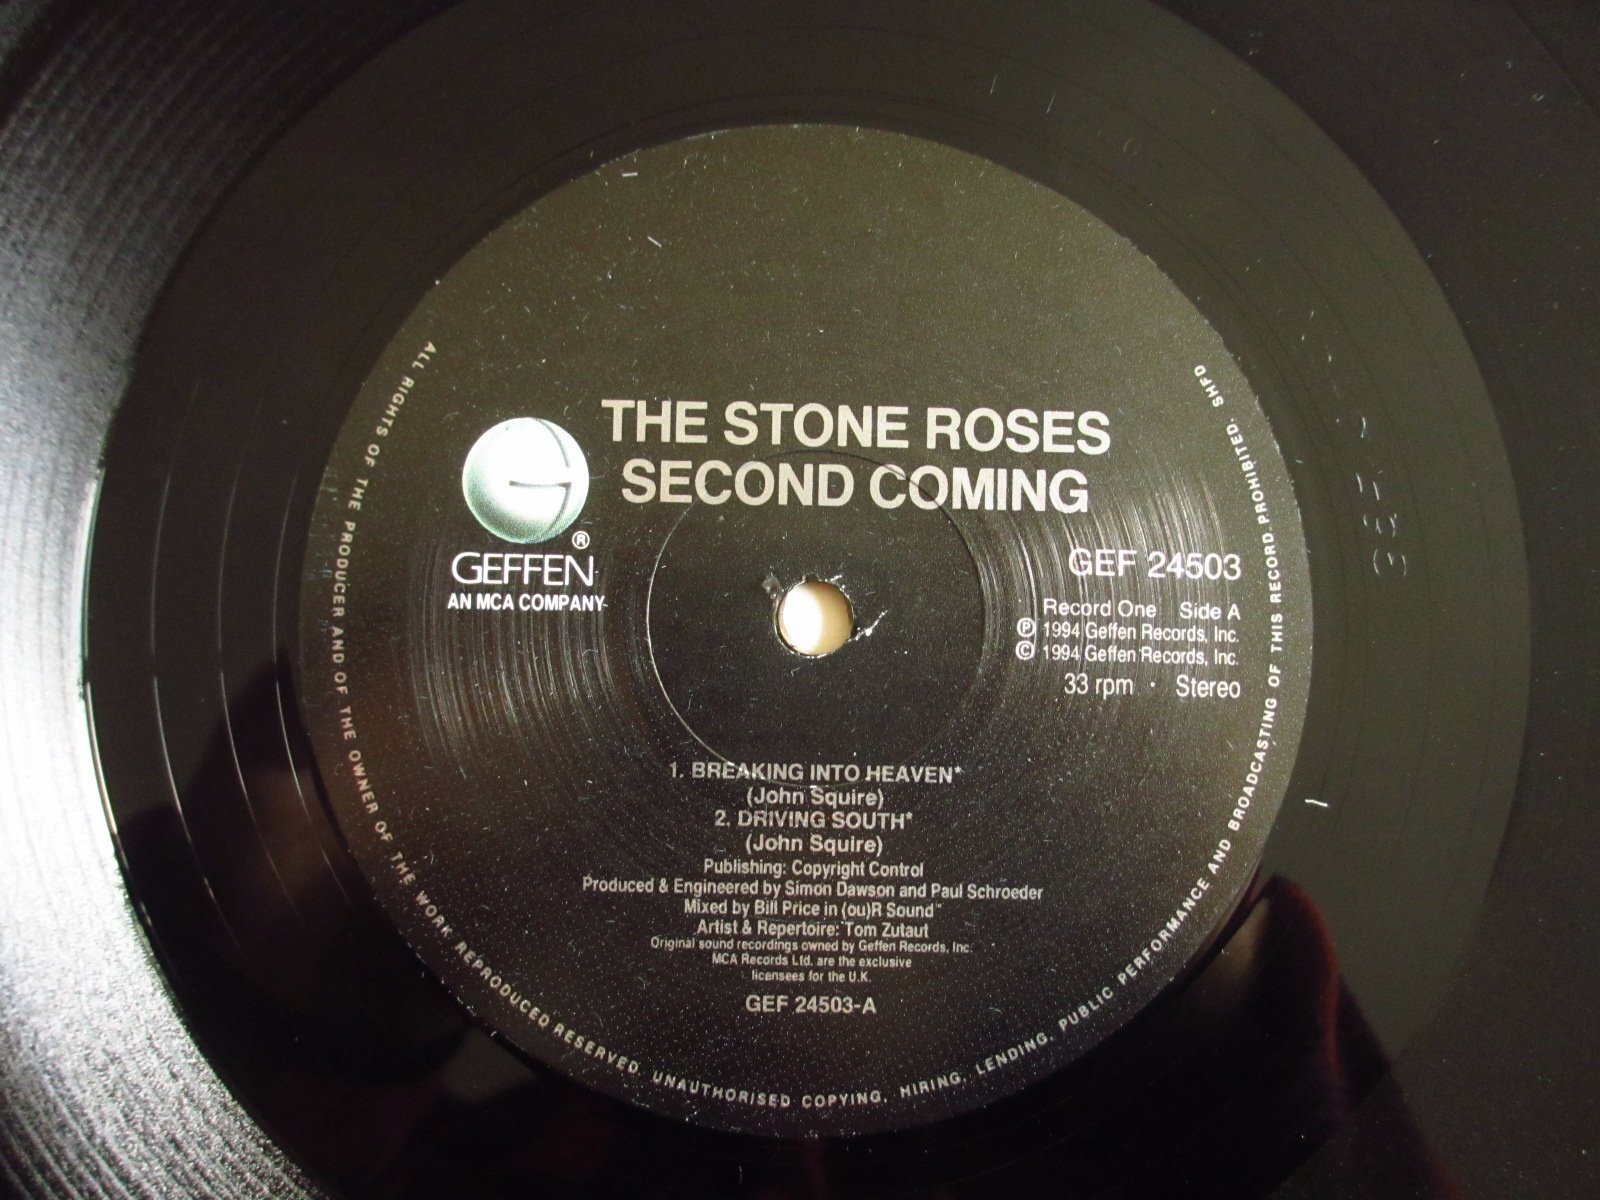 THE STONE ROSES
SECOND COMING
G
®
GEFFEN
AN MCA COMPANY
GEF 24503
Record One Side A
Ⓟ 1994 Geffen Records, Inc.
© 1994 Geffen Records, Inc.
33 rpm · Stereo
1. BREAKING INTO HEAVEN*
(John Squire)
2. DRIVING SOUTH*
(John Squire)
Publishing: Copyright Control
Produced & Engineered by Simon Dawson and Paul Schroeder
Mixed by Bill Price in (ou)R Sound™
Artist & Repertoire: Tom Zutaut
Original sound recordings owned by Geffen Records, Inc.
MCA Records Ltd. are the exclusive
licensees for the U.K.
GEF 24503-A
ALL RIGHTS OF THE PRODUCER AND OF THE OWNER OF THE WORK REPRODUCED RESERVED. UNAUTHORISED COPYING, HIRING, LENDING, PUBLIC PERFORMANCE AND BROADCASTING OF THIS RECORD PROHIBITED. SHFD